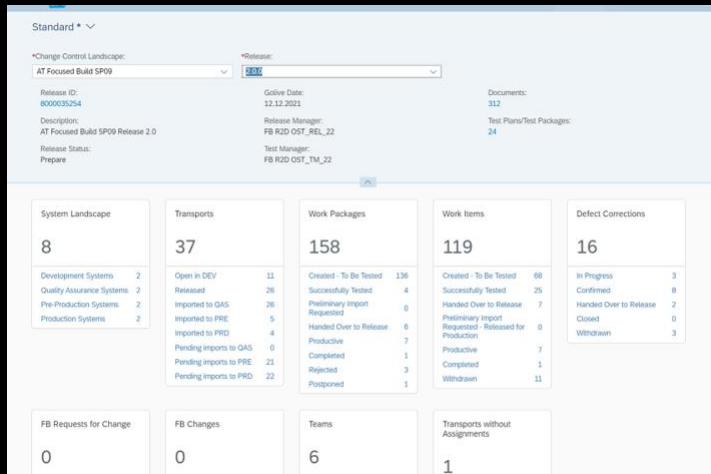 Standard *
*Change Control Landscape:
AT Focused Build SP09
*Release:
2.0.0
Release ID:
8000035254
Golive Date:
12.12.2021
Documents:
312
Description:
AT Focused Build SP09 Release 2.0
Release Manager:
FB R2D OST_REL_22
Test Plans/Test Packages:
24
Release Status:
Prepare
Test Manager:
FB R2D OST_TM_22
System Landscape
8
Development Systems 2
Quality Assurance Systems 2
Pre-Production Systems 2
Production Systems 2
Transports
37
Open in DEV 11
Released 26
Imported to QAS 26
Imported to PRE 5
Imported to PRD 4
Pending imports to QAS 0
Pending imports to PRE 21
Pending imports to PRD 22
Work Packages
158
Created - To Be Tested 136
Successfully Tested 4
Preliminary Import
Requested 0
Handed Over to Release 6
Productive 7
Completed 1
Rejected 3
Postponed 1
Work Items
119
Created - To Be Tested 68
Successfully Tested 25
Handed Over to Release 7
Preliminary Import
Requested - Released for 0
Production
Productive 7
Completed 1
Withdrawn 11
Defect Corrections
16
In Progress 3
Confirmed 8
Handed Over to Release 2
Closed 0
Withdrawn 3
FB Requests for Change
0
FB Changes
0
Teams
6
Transports without
Assignments
1